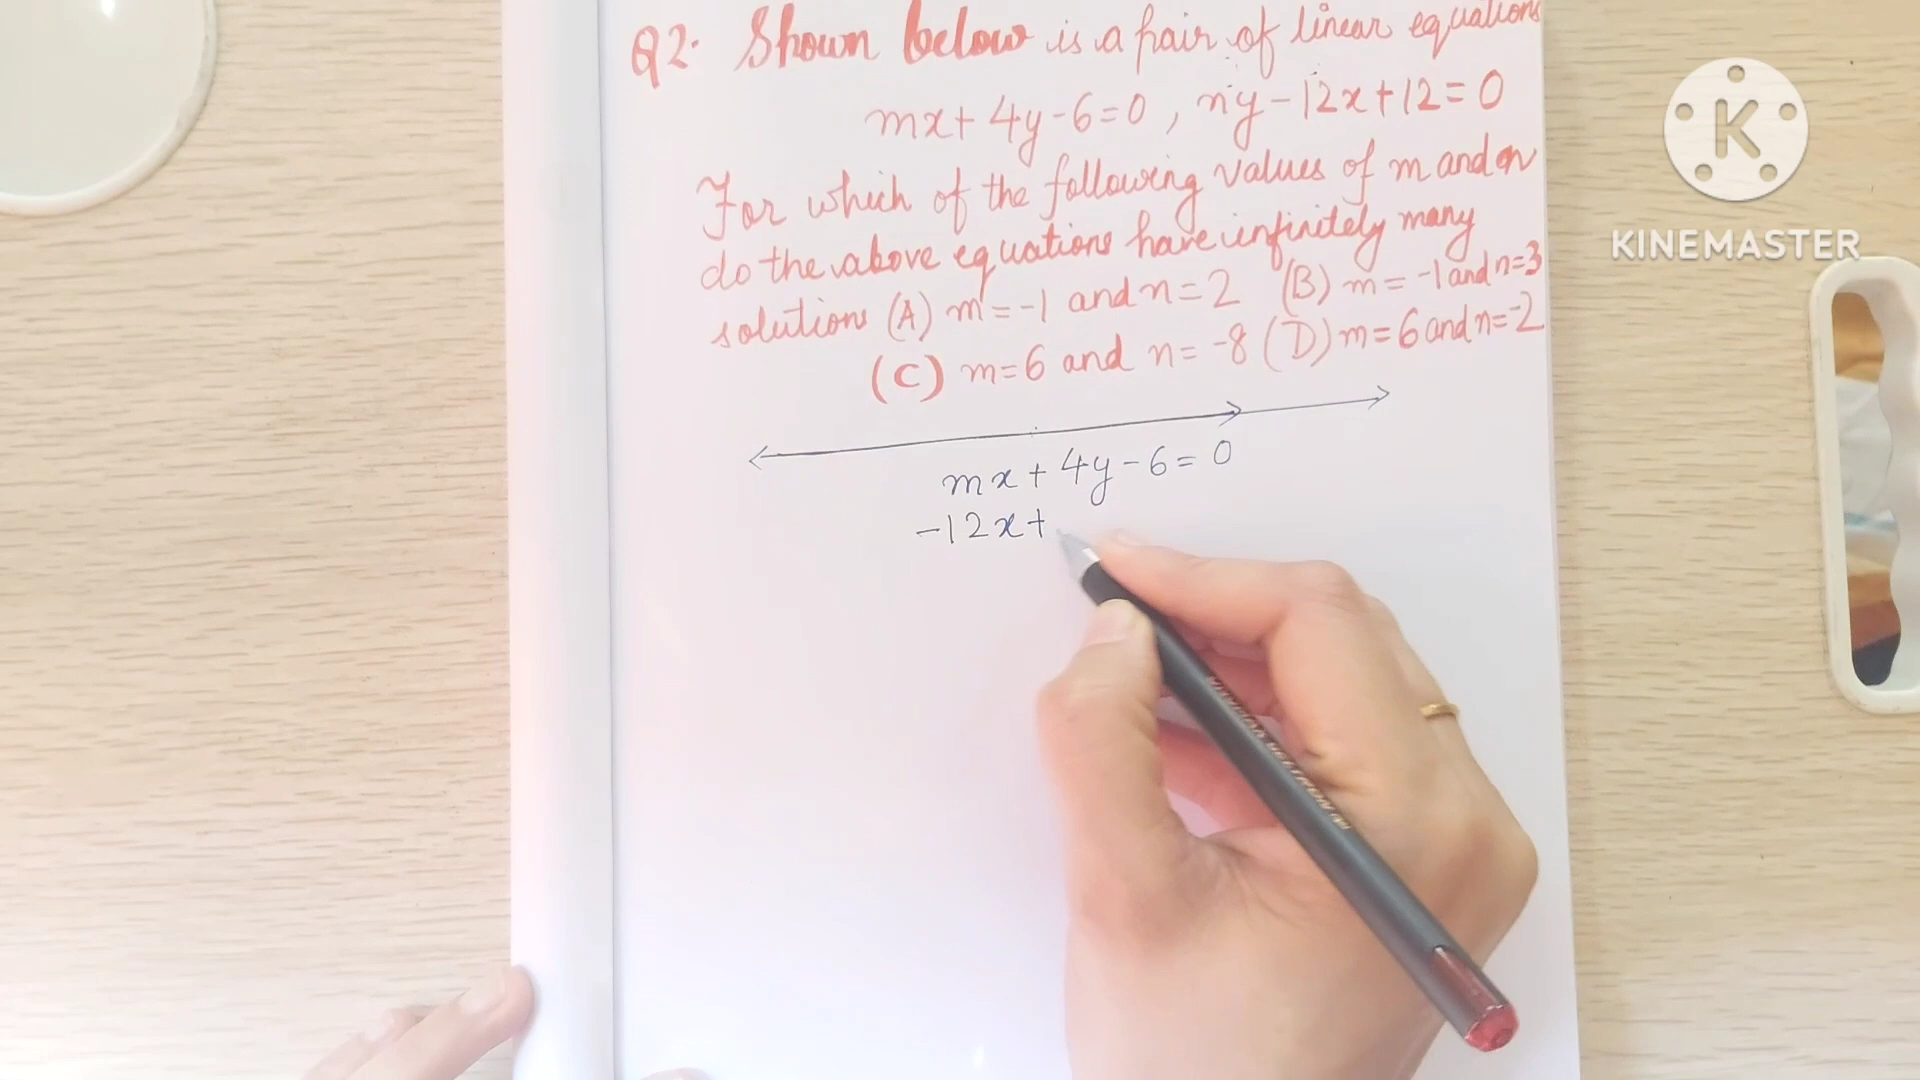 Q2. Shown below is a pair of linear equations
mx+4y-6=0, ny-12x+12=0
For which of the following values of m and n
do the above equations have infinitely many
solutions (A) m=-1 and n=2 (B) m=-1 and n=3
(C) m=6 and n=-8 (D) m=6 and n=-2
mx+4y-6=0
-12x+
K
KINEMASTER